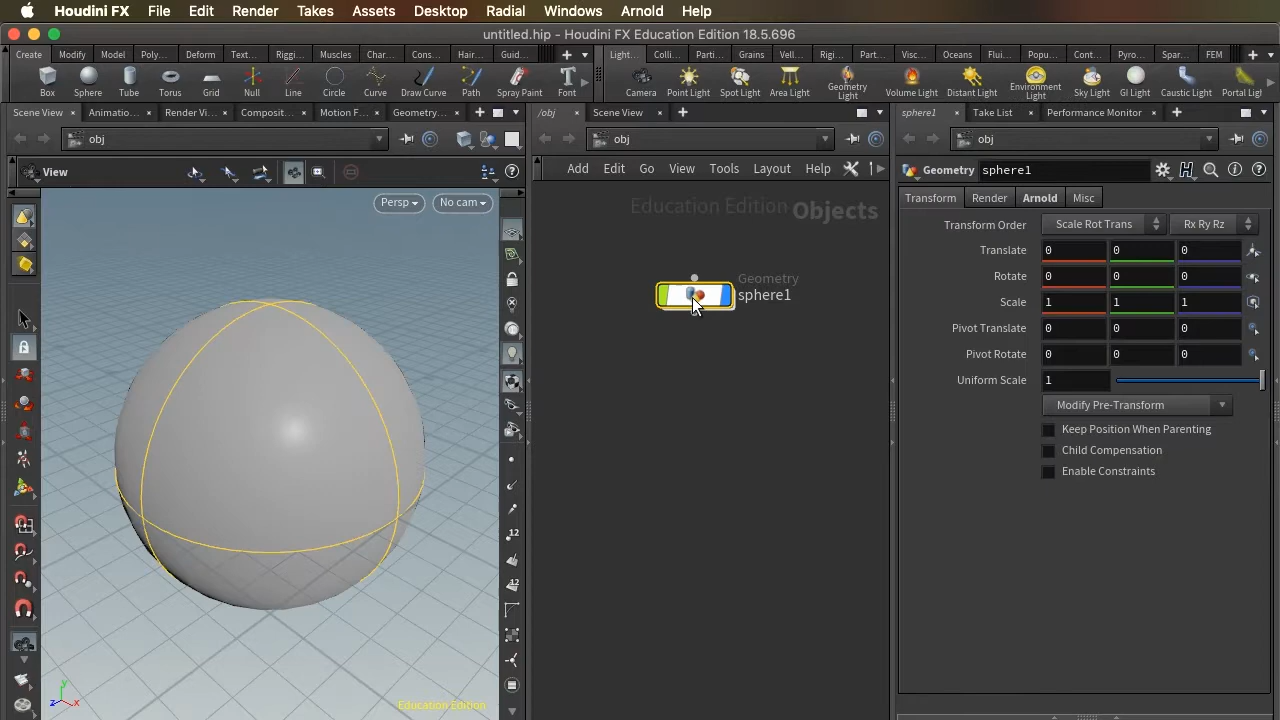 Houdini FX File Edit Render Takes Assets Desktop Radial Windows Arnold Help
untitled.hip - Houdini FX Education Edition 18.5.696
Create Modify Model Poly... Deform Text... Riggi... Muscles Char... Cons... Hair... Guid... Light... Colli... Parti... Grains Vell... Rigi... Part... Visc... Oceans Flui... Popu... Cont... Pyro... Spar... FEM
Box Sphere Tube Torus Grid Null Line Circle Curve Draw Curve Path Spray Paint Font Camera Point Light Spot Light Area Light Geometry Light Volume Light Distant Light Environment Light Sky Light GI Light Caustic Light Portal Ligl
Scene View Animatio... Render Vi... Composit... Motion F... Geometry... /obj Scene View sphere1 Take List Performance Monitor
obj obj obj
View Add Edit Go View Tools Layout Help Geometry sphere1
Transform Render Arnold Misc
Persp No cam Education Edition Objects
Transform Order Scale Rot Trans Rx Ry Rz
Translate 0 0 0
Geometry
sphere1
Rotate 0 0 0
Scale 1 1 1
Pivot Translate 0 0 0
Pivot Rotate 0 0 0
Uniform Scale 1
Modify Pre-Transform
Keep Position When Parenting
Child Compensation
Enable Constraints
12
12
y
z x
Education Edition